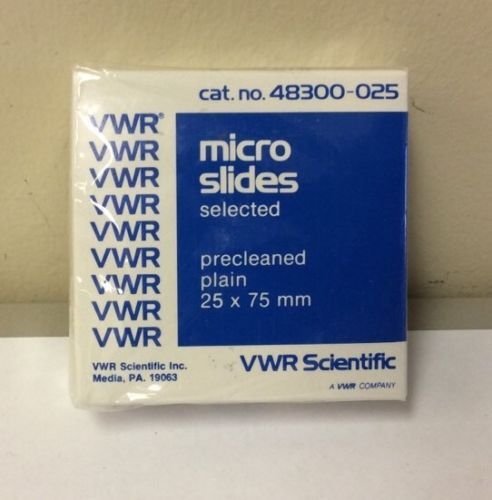 cat. no. 48300-025
VWR®
VWR
VWR
VWR
VWR
VWR
VWR
VWR
VWR
micro
slides
selected
precleaned
plain
25 x 75 mm
VWR Scientific Inc.
Media, PA. 19063
VWR Scientific
A VWR COMPANY